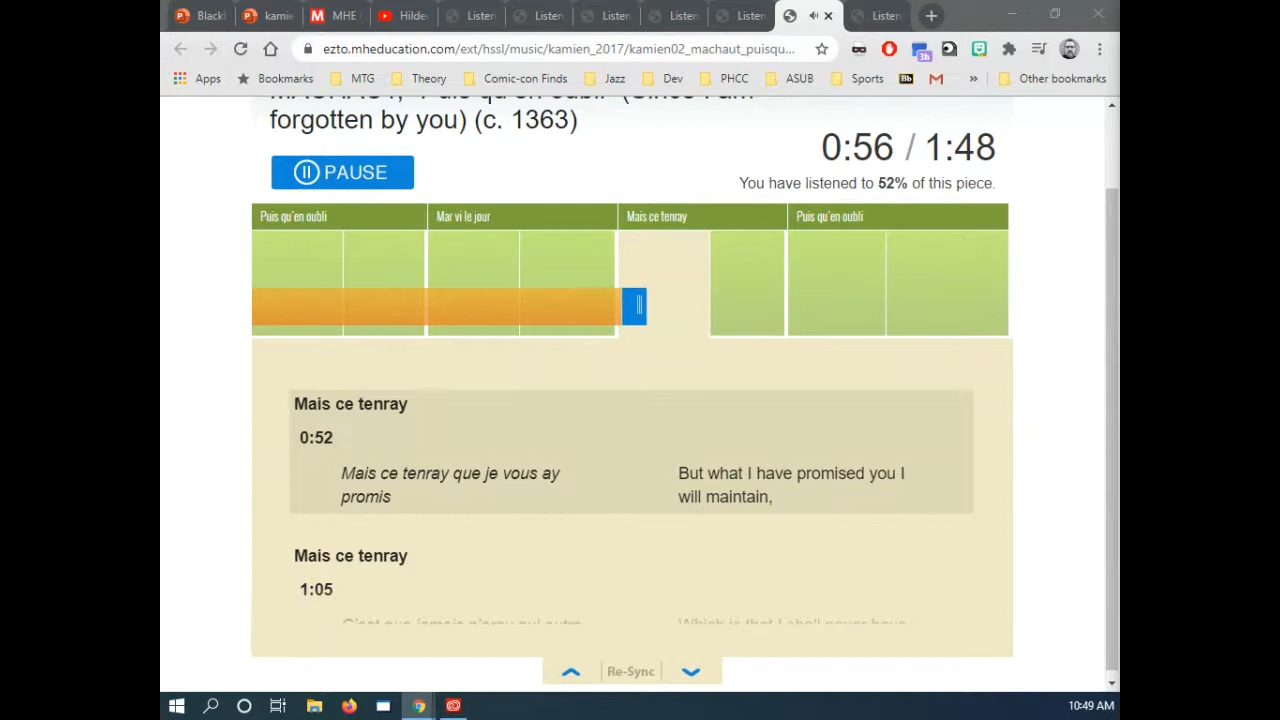 Black
kamie
MHE
Hilde
Listen
Listen
Listen
Listen
Listen
Listen
ezto.mheducation.com/ext/hssl/music/kamien_2017/kamien02_machaut_puisqu...
3h
Apps
Bookmarks
MTG
Theory
Comic-con Finds
Jazz
Dev
PHCC
ASUB
Sports
Bb
»
Other bookmarks
forgotten by you) (c. 1363)
0:56 / 1:48
PAUSE
You have listened to 52% of this piece.
Puis qu'en oubli
Mar vi le jour
Mais ce tenray
Puis qu'en oubli
Mais ce tenray
0:52
Mais ce tenray que je vous ay
promis
But what I have promised you I
will maintain,
Mais ce tenray
1:05
Re-Sync
10:49 AM